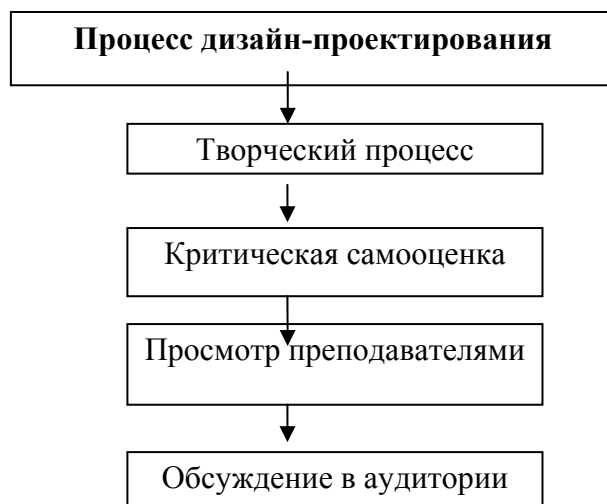 Процесс дизайн-проектирования
Творческий процесс
Критическая самооценка
Просмотр преподавателями
Обсуждение в аудитории